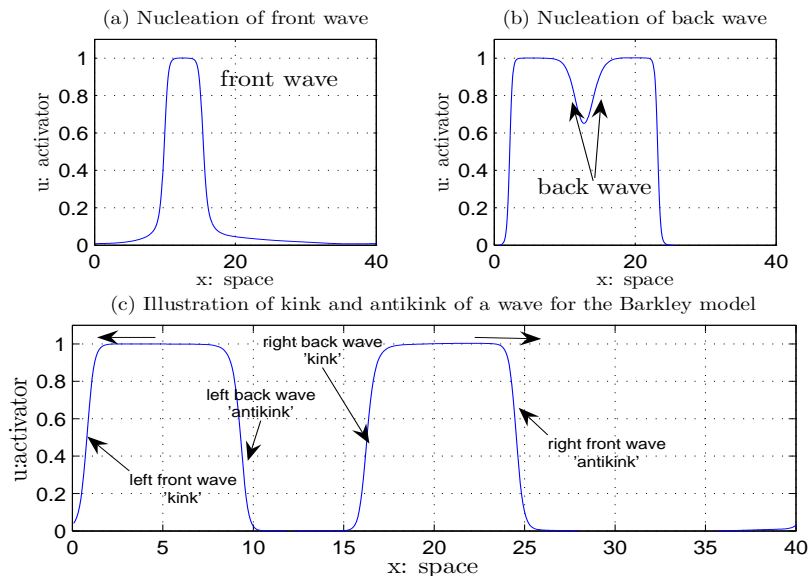 (a) Nucleation of front wave
1
0.8
0.6
0.4
0.2
0
0
20
40
u: activator
x: space
front wave
(b) Nucleation of back wave
1
0.8
0.6
0.4
0.2
0
0
20
40
u: activator
x: space
back wave
(c) Illustration of kink and antikink of a wave for the Barkley model
1
0.8
0.6
0.4
0.2
0
0
5
10
15
20
25
30
35
40
u:activator
x: space
left front wave
'kink'
left back wave
'antikink'
right back wave
'kink'
right front wave
'antikink'